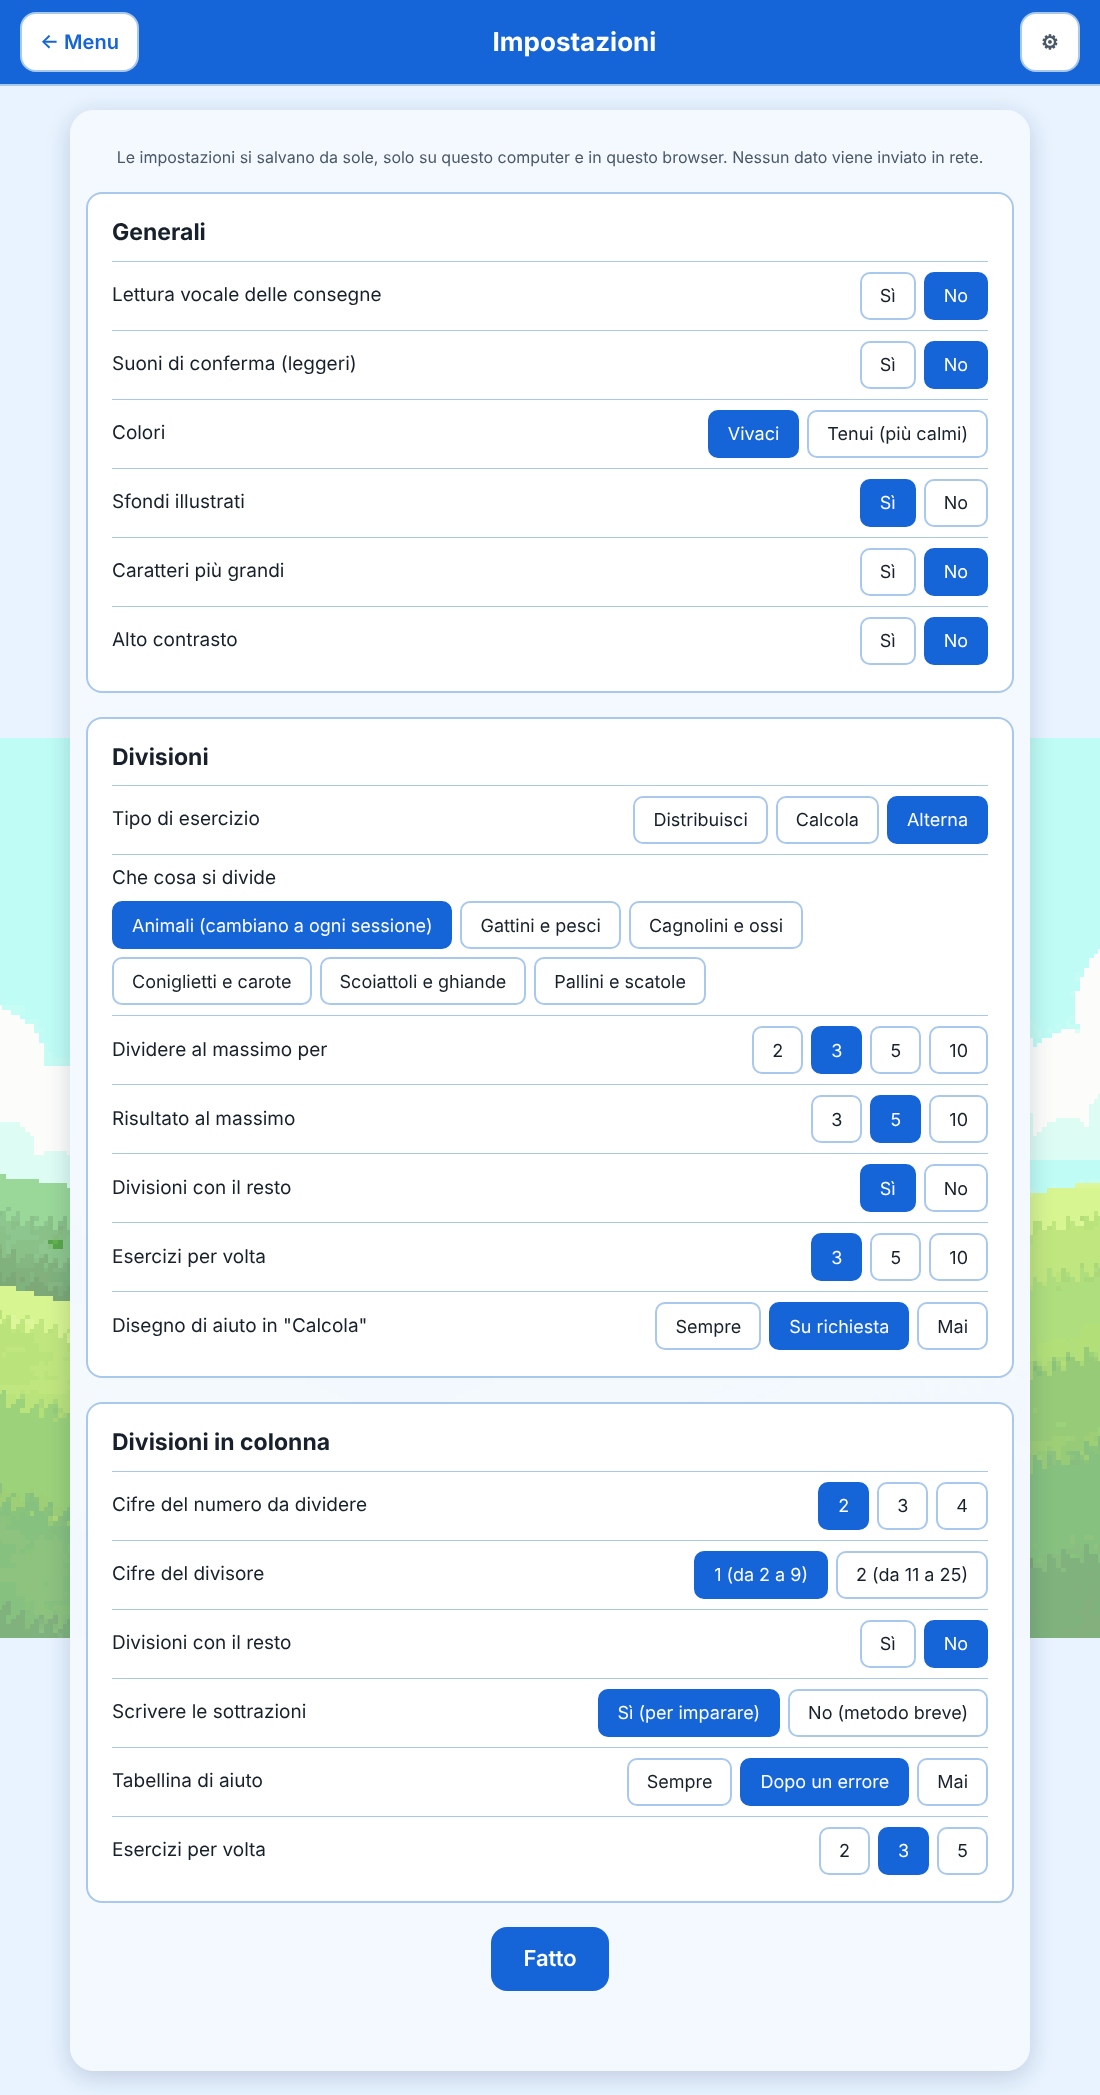 ← Menu
Impostazioni
⚙
Le impostazioni si salvano da sole, solo su questo computer e in questo browser. Nessun dato viene inviato in rete.
Generali
Lettura vocale delle consegne Sì No
Suoni di conferma (leggeri) Sì No
Colori Vivaci Tenui (più calmi)
Sfondi illustrati Sì No
Caratteri più grandi Sì No
Alto contrasto Sì No
Divisioni
Tipo di esercizio Distribuisci Calcola Alterna
Che cosa si divide
Animali (cambiano a ogni sessione) Gattini e pesci Cagnolini e ossi
Coniglietti e carote Scoiattoli e ghiande Pallini e scatole
Dividere al massimo per 2 3 5 10
Risultato al massimo 3 5 10
Divisioni con il resto Sì No
Esercizi per volta 3 5 10
Disegno di aiuto in "Calcola" Sempre Su richiesta Mai
Divisioni in colonna
Cifre del numero da dividere 2 3 4
Cifre del divisore 1 (da 2 a 9) 2 (da 11 a 25)
Divisioni con il resto Sì No
Scrivere le sottrazioni Sì (per imparare) No (metodo breve)
Tabellina di aiuto Sempre Dopo un errore Mai
Esercizi per volta 2 3 5
Fatto